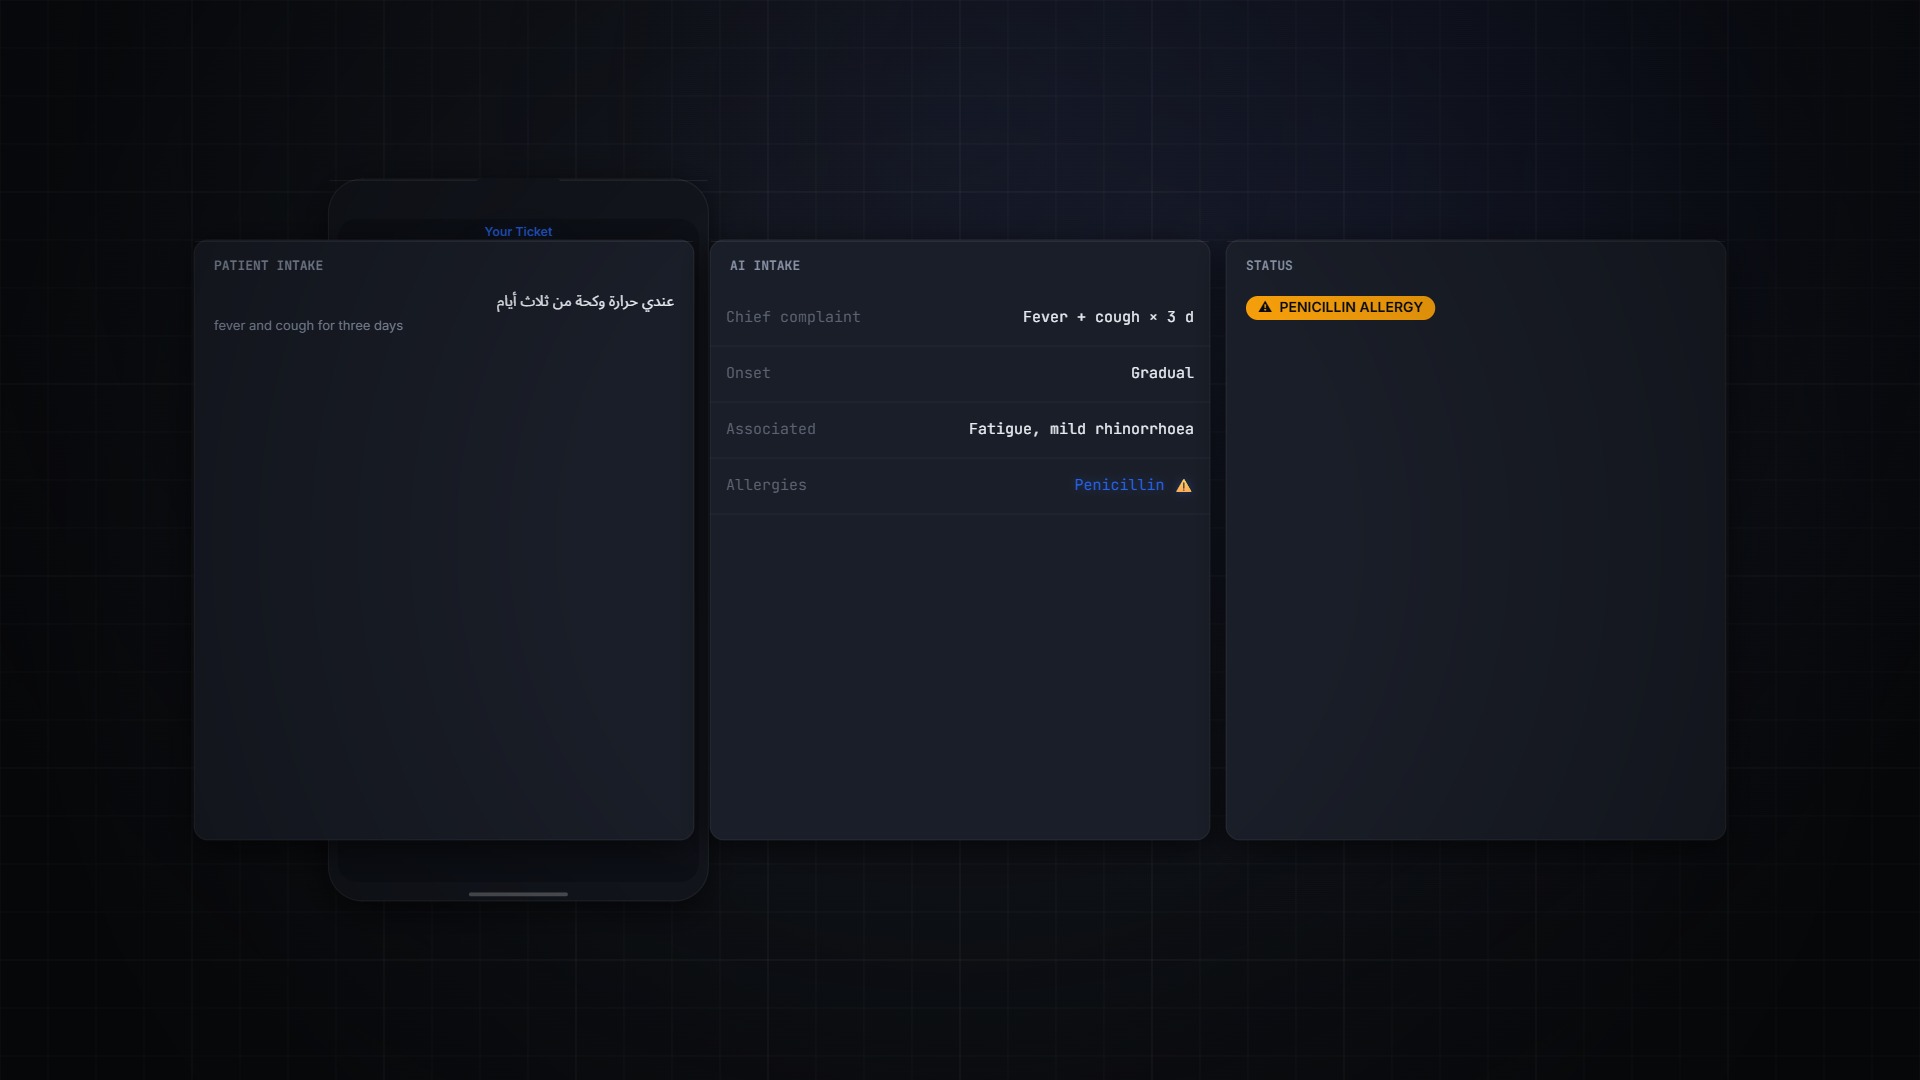 Your Ticket
PATIENT INTAKE
عندي حرارة وكحة من ثلاث أيام
fever and cough for three days
AI INTAKE
Chief complaint Fever + cough × 3 d
Onset Gradual
Associated Fatigue, mild rhinorrhoea
Allergies Penicillin ⚠
STATUS
⚠ PENICILLIN ALLERGY